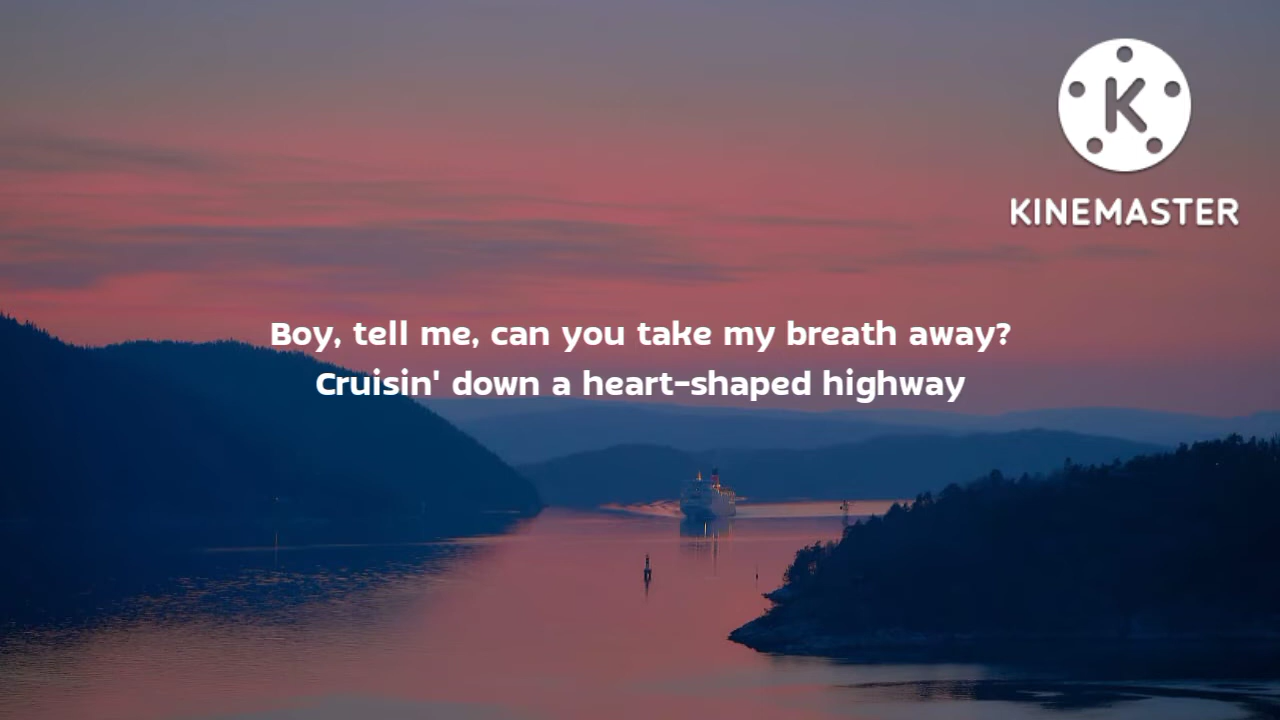 K
KINEMASTER
Boy, tell me, can you take my breath away?
Cruisin' down a heart-shaped highway